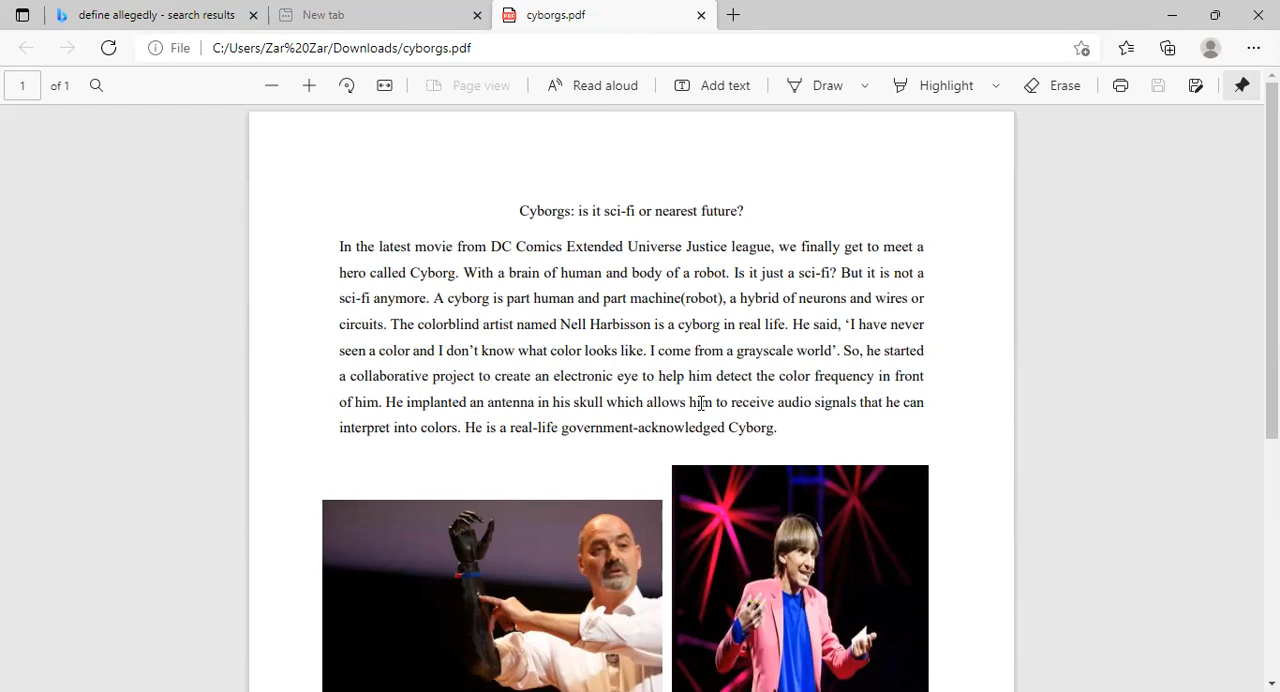 define allegedly - search results
New tab
cyborgs.pdf
File
C:/Users/Zar%20Zar/Downloads/cyborgs.pdf
1 of 1
Page view
Read aloud
Add text
Draw
Highlight
Erase
Cyborgs: is it sci-fi or nearest future?
In the latest movie from DC Comics Extended Universe Justice league, we finally get to meet a
hero called Cyborg. With a brain of human and body of a robot. Is it just a sci-fi? But it is not a
sci-fi anymore. A cyborg is part human and part machine(robot), a hybrid of neurons and wires or
circuits. The colorblind artist named Nell Harbisson is a cyborg in real life. He said, ‘I have never
seen a color and I don’t know what color looks like. I come from a grayscale world’. So, he started
a collaborative project to create an electronic eye to help him detect the color frequency in front
of him. He implanted an antenna in his skull which allows him to receive audio signals that he can
interpret into colors. He is a real-life government-acknowledged Cyborg.